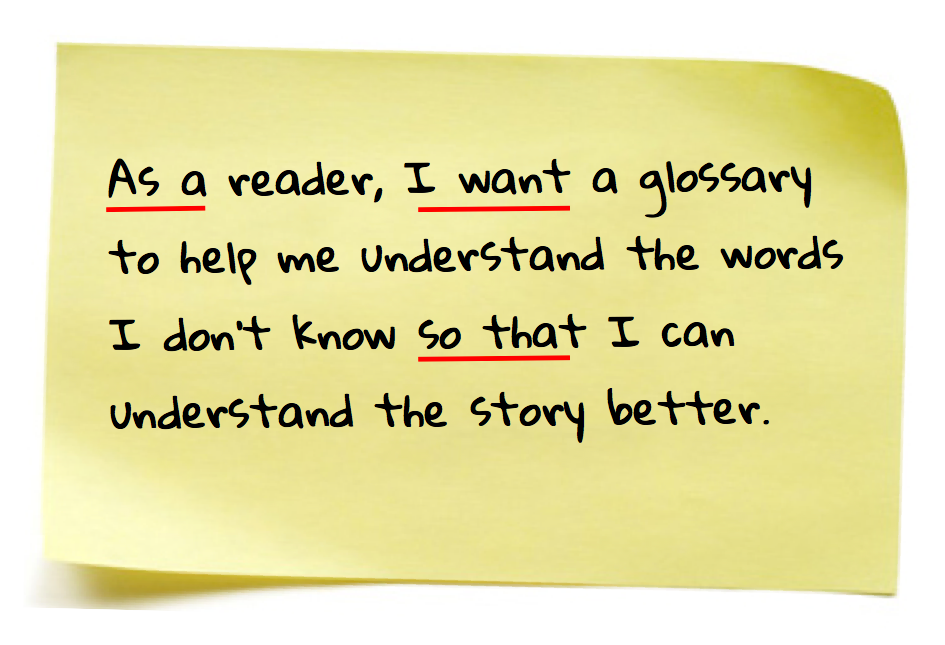 As a reader, I want a glossary
to help me understand the words
I don't know so that I can
understand the story better.